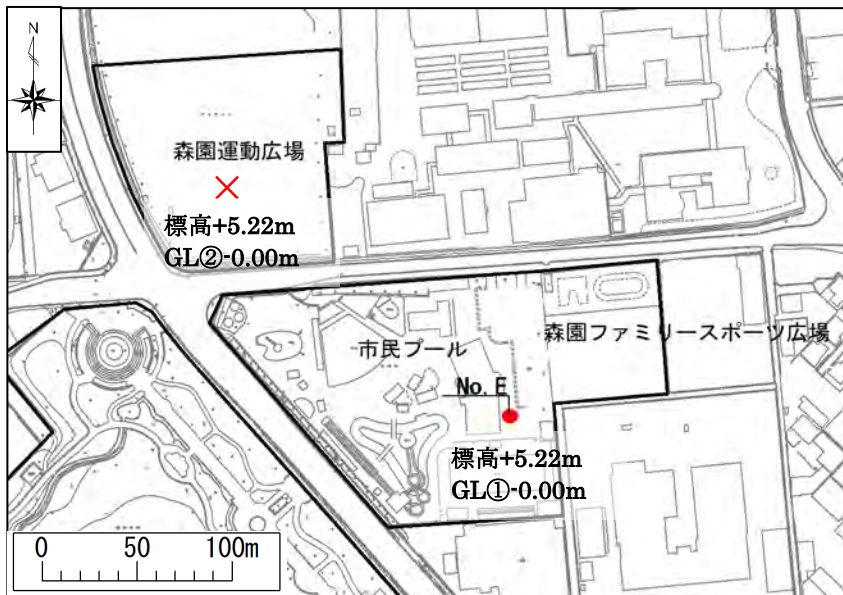 N
森園運動広場
標高+5.22m
GL②-0.00m
市民プール
森園ファミリースポーツ広場
No.E
標高+5.22m
GL①-0.00m
0 50 100m